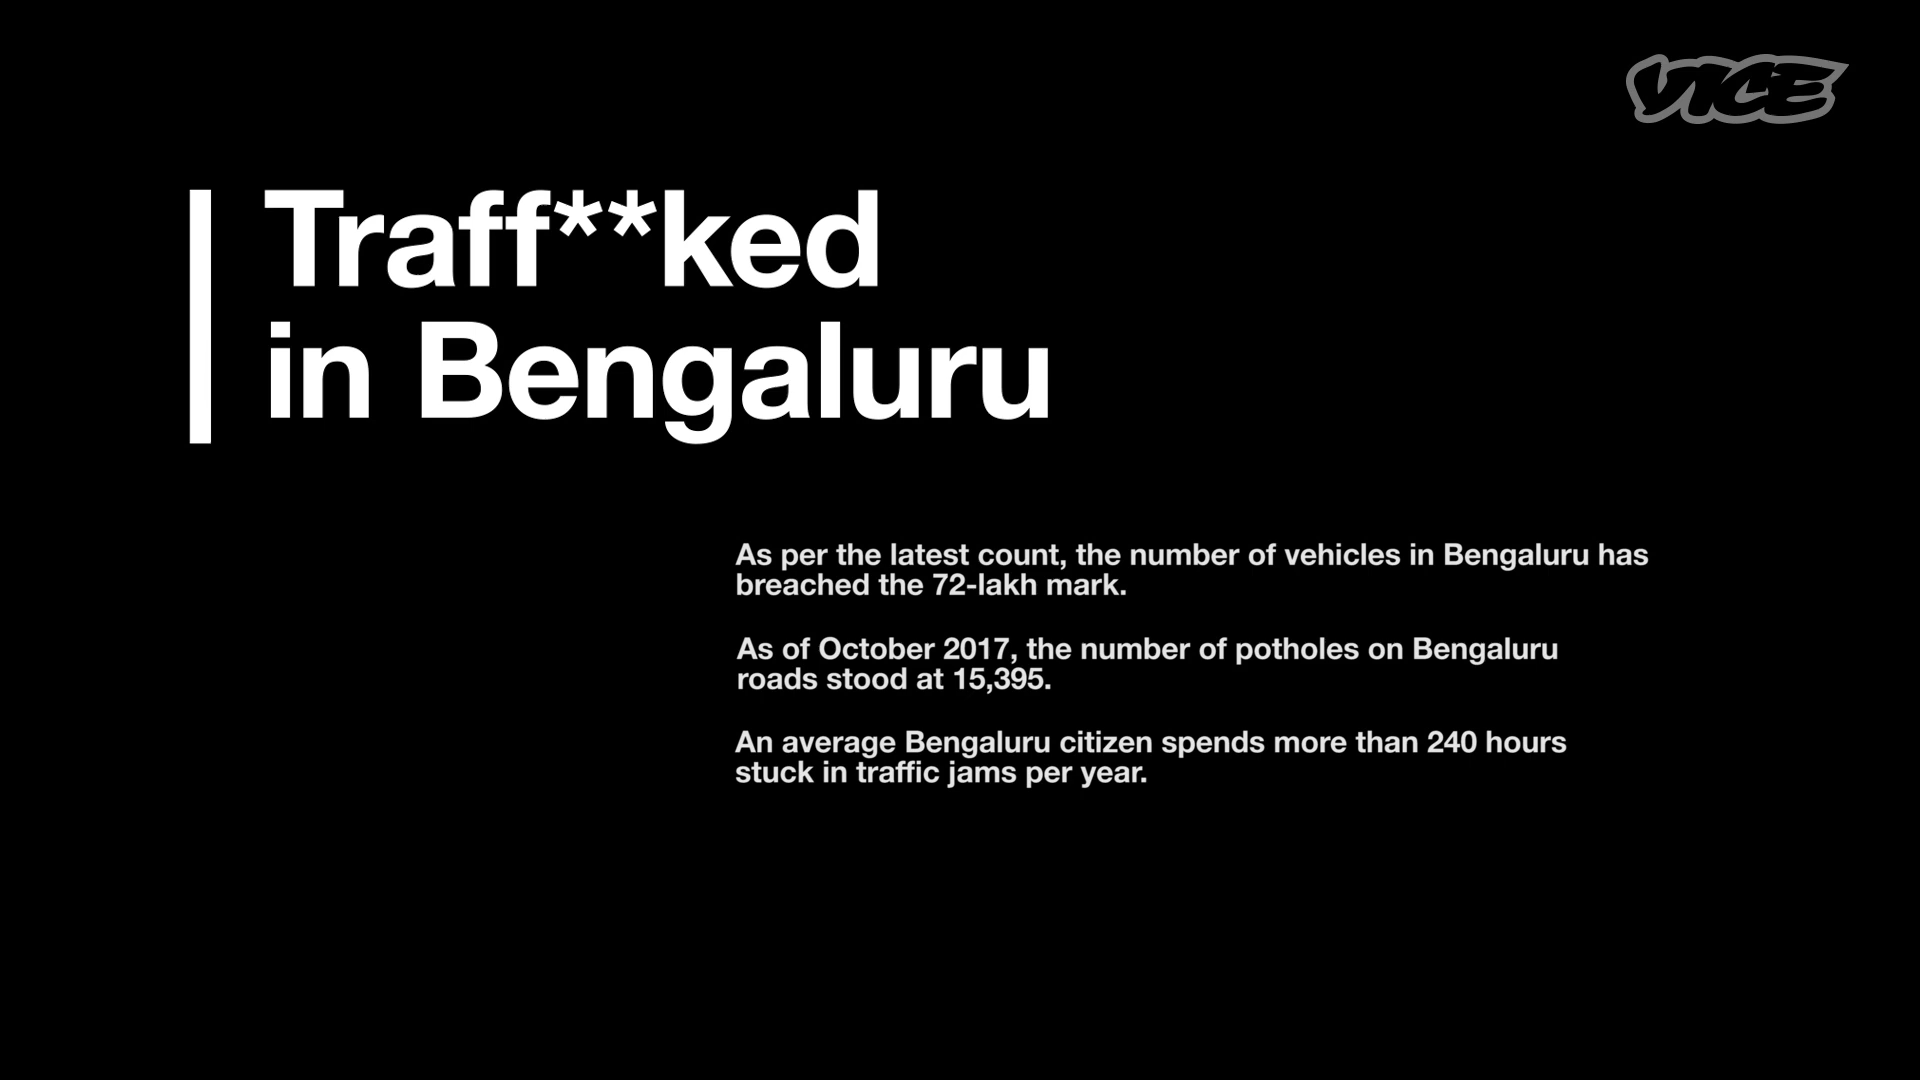 VICE
Traff**ked
in Bengaluru
As per the latest count, the number of vehicles in Bengaluru has
breached the 72-lakh mark.
As of October 2017, the number of potholes on Bengaluru
roads stood at 15,395.
An average Bengaluru citizen spends more than 240 hours
stuck in traffic jams per year.